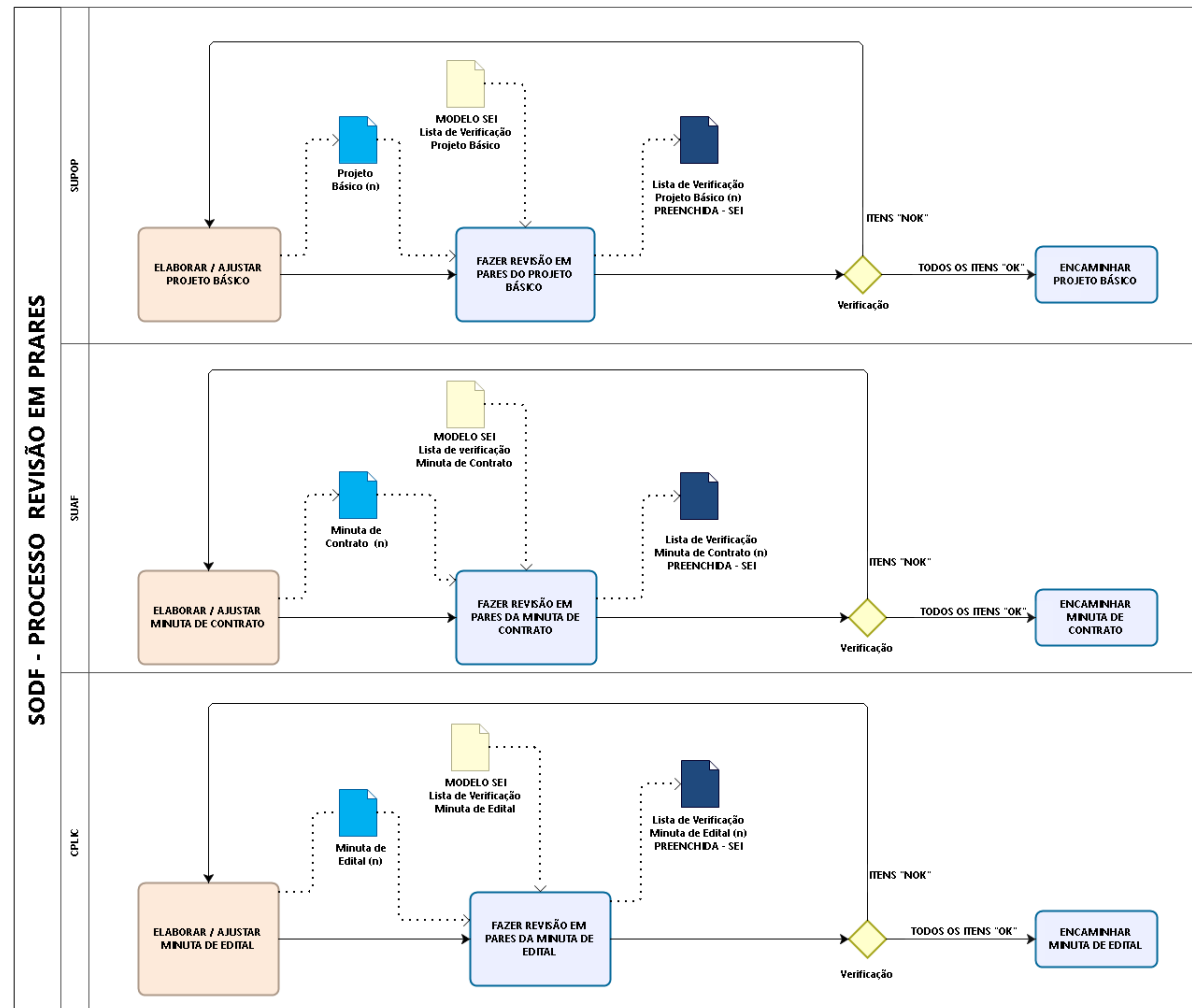 SODF - PROCESSO REVISÃO EM PRARES
SUPOP
MODELO SEI
Lista de Verificação
Projeto Básico
Projeto
Básico (n)
Lista de Verificação
Projeto Básico (n)
PREENCHIDA - SEI
ITENS "NOK"
ELABORAR / AJUSTAR
PROJETO BÁSICO
FAZER REVISÃO EM
PARES DO PROJETO
BÁSICO
Verificação
TODOS OS ITENS "OK"
ENCAMINHAR
PROJETO BÁSICO
SUAF
MODELO SEI
Lista de verificação
Minuta de Contrato
Minuta de
Contrato (n)
Lista de Verificação
Minuta de Contrato (n)
PREENCHIDA - SEI
ITENS "NOK"
ELABORAR / AJUSTAR
MINUTA DE CONTRATO
FAZER REVISÃO EM
PARES DA MINUTA DE
CONTRATO
Verificação
TODOS OS ITENS "OK"
ENCAMINHAR
MINUTA DE
CONTRATO
CPLIC
MODELO SEI
Lista de Verificação
Minuta de Edital
Minuta de
Edital (n)
Lista de Verificação
Minuta de Edital (n)
PREENCHIDA - SEI
ITENS "NOK"
ELABORAR / AJUSTAR
MINUTA DE EDITAL
FAZER REVISÃO EM
PARES DA MINUTA DE
EDITAL
Verificação
TODOS OS ITENS "OK"
ENCAMINHAR
MINUTA DE EDITAL